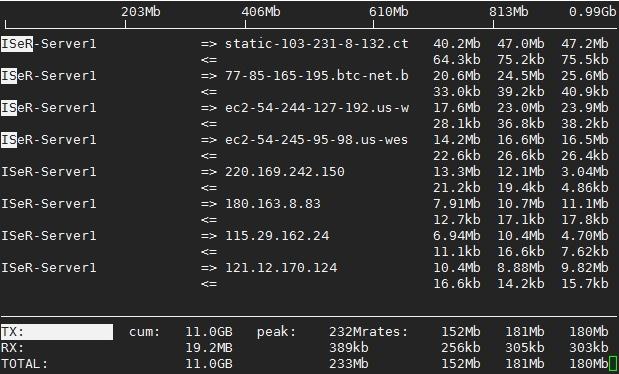 203Mb 406Mb 610Mb 813Mb 0.99Gb
ISeR-Server1 => static-103-231-8-132.ct 40.2Mb 47.0Mb 47.2Mb
<= 64.3kb 75.2kb 75.5kb
ISeR-Server1 => 77-85-165-195.btc-net.b 20.6Mb 24.5Mb 25.6Mb
<= 33.0kb 39.2kb 40.9kb
ISeR-Server1 => ec2-54-244-127-192.us-w 17.6Mb 23.0Mb 23.9Mb
<= 28.1kb 36.8kb 38.2kb
ISeR-Server1 => ec2-54-245-95-98.us-wes 14.2Mb 16.6Mb 16.5Mb
<= 22.6kb 26.6kb 26.4kb
ISeR-Server1 => 220.169.242.150 13.3Mb 12.1Mb 3.04Mb
<= 21.2kb 19.4kb 4.86kb
ISeR-Server1 => 180.163.8.83 7.91Mb 10.7Mb 11.1Mb
<= 12.7kb 17.1kb 17.8kb
ISeR-Server1 => 115.29.162.24 6.94Mb 10.4Mb 4.70Mb
<= 11.1kb 16.6kb 7.62kb
ISeR-Server1 => 121.12.170.124 10.4Mb 8.88Mb 9.82Mb
<= 16.6kb 14.2kb 15.7kb
TX: cum: 11.0GB peak: 232Mrates: 152Mb 181Mb 180Mb
RX: 19.2MB 389kb 256kb 305kb 303kb
TOTAL: 11.0GB 233Mb 152Mb 181Mb 180Mb